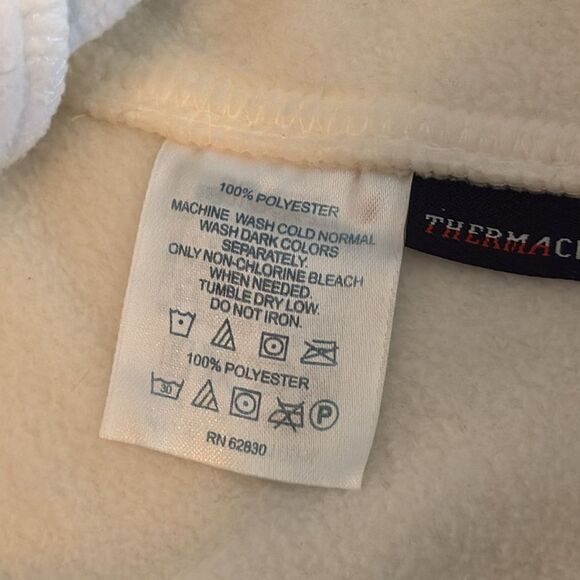 100% POLYESTER
MACHINE WASH COLD NORMAL
WASH DARK COLORS
SEPARATELY.
ONLY NON-CHLORINE BLEACH
WHEN NEEDED.
TUMBLE DRY LOW.
DO NOT IRON.
100% POLYESTER
30
P
RN 62830